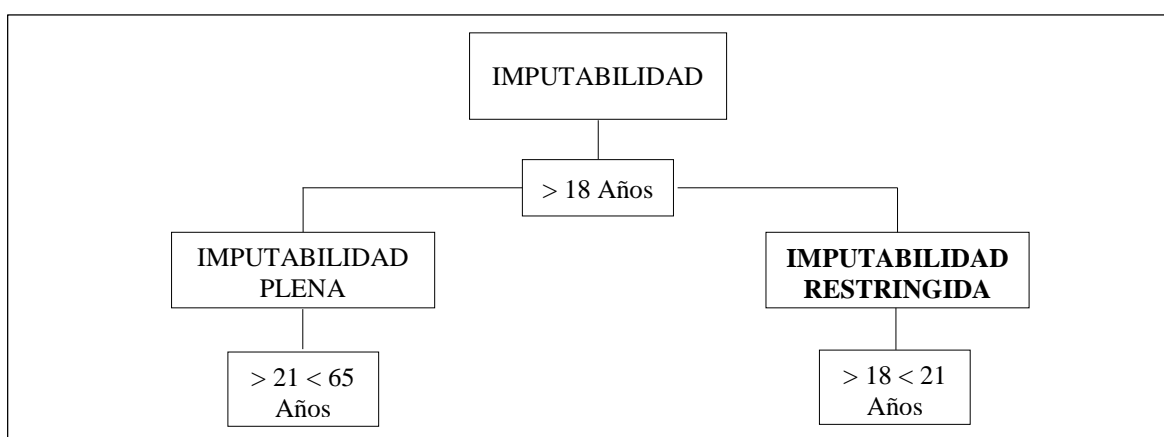 IMPUTABILIDAD
> 18 Años
IMPUTABILIDAD
PLENA
IMPUTABILIDAD
RESTRINGIDA
> 21 < 65
Años
> 18 < 21
Años